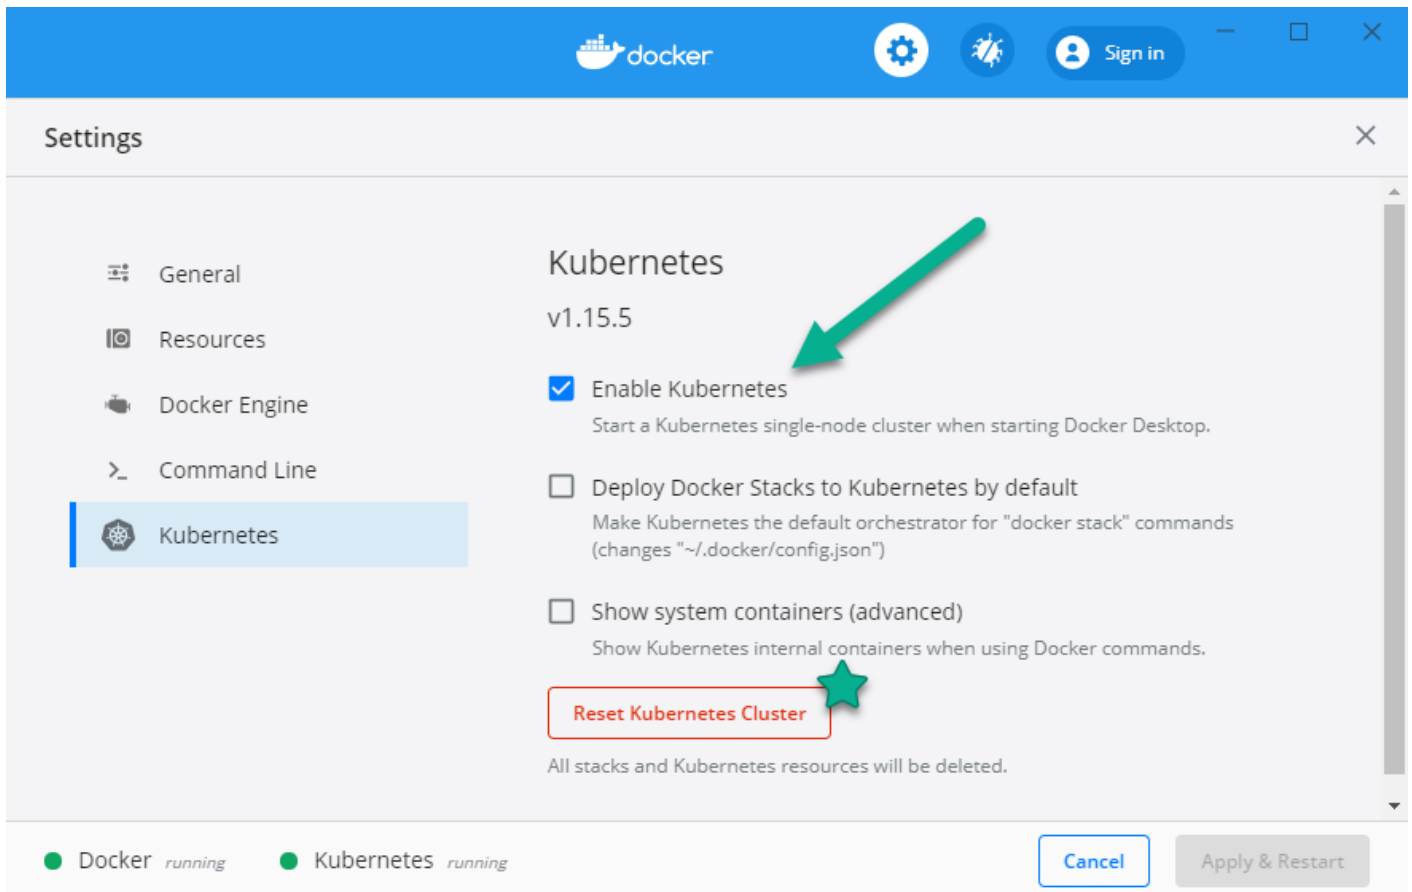 docker
Sign in
Settings
General
Resources
Docker Engine
Command Line
Kubernetes
Kubernetes
v1.15.5
Enable Kubernetes
Start a Kubernetes single-node cluster when starting Docker Desktop.
Deploy Docker Stacks to Kubernetes by default
Make Kubernetes the default orchestrator for "docker stack" commands
(changes "~/.docker/config.json")
Show system containers (advanced)
Show Kubernetes internal containers when using Docker commands.
Reset Kubernetes Cluster
All stacks and Kubernetes resources will be deleted.
Docker running
Kubernetes running
Cancel
Apply & Restart